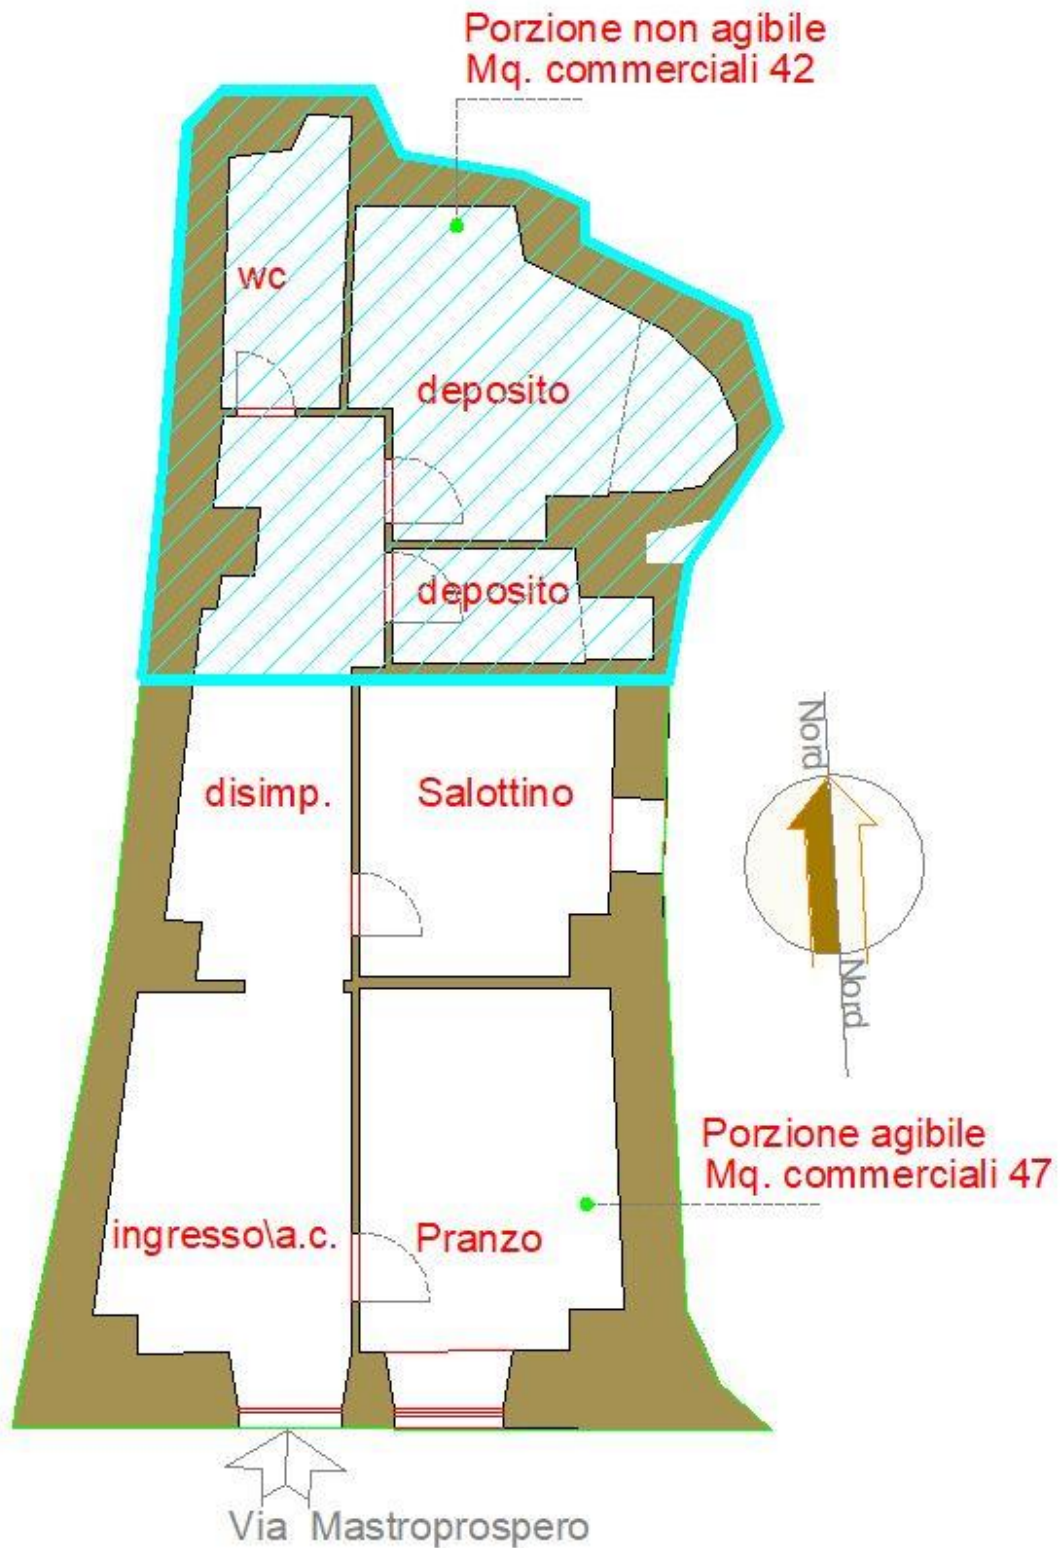 Porzione non agibile
Mq. commerciali 42
wc
deposito
deposito
Nord
disimp.
Salottino
Nord
Porzione agibile
Mq. commerciali 47
ingresso\a.c.
Pranzo
Via Mastroprospero